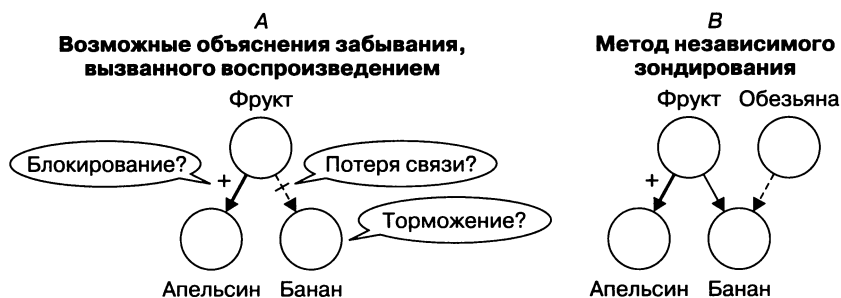 A
Возможные объяснения забывания,
вызванного воспроизведением
Фрукт
Блокирование?
+
Потеря связи?
Торможение?
Апельсин
Банан
B
Метод независимого
зондирования
Фрукт
Обезьяна
+
Апельсин
Банан